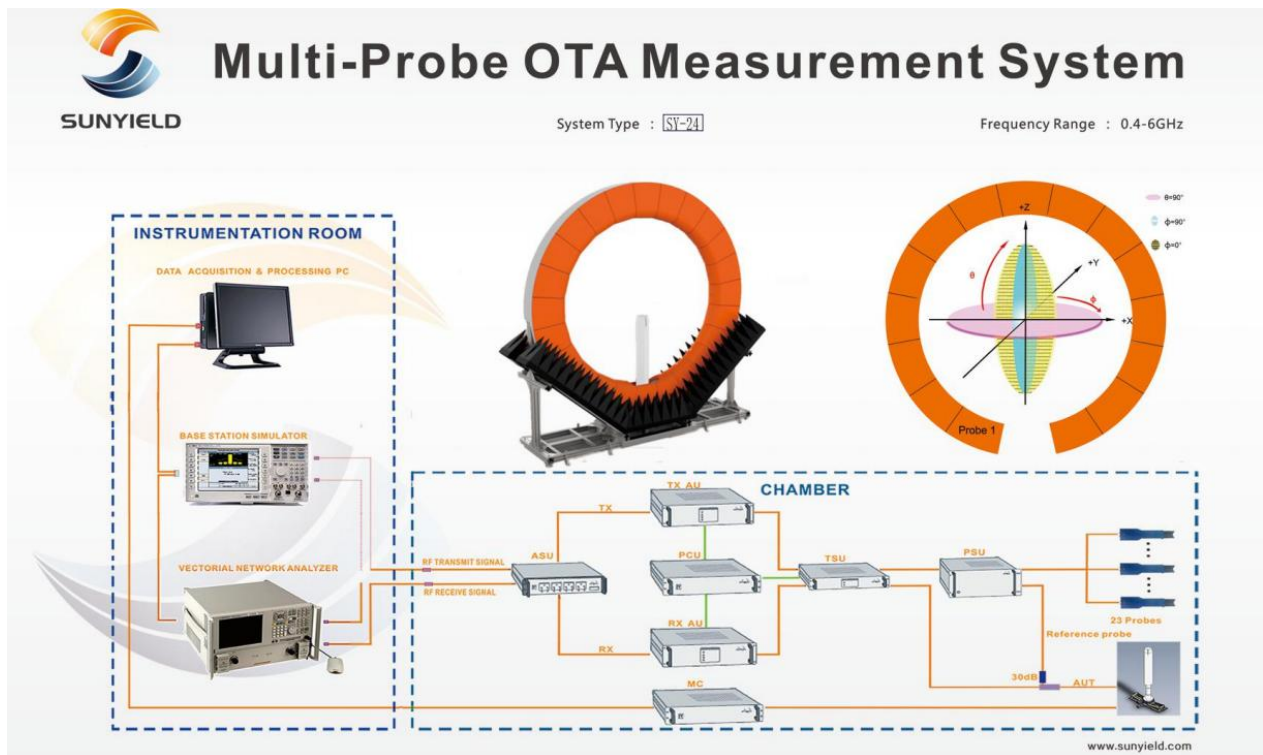 Multi-Probe OTA Measurement System
SUNYIELD
System Type : SY-24
Frequency Range : 0.4-6GHz
INSTRUMENTATION ROOM
DATA ACQUISITION & PROCESSING PC
BASE STATION SIMULATOR
VECTORIAL NETWORK ANALYZER
+Z
θ=90°
ϕ=90°
ϕ=0°
θ
+Y
ϕ
+X
Probe 1
CHAMBER
TX AU
TX
ASU
PCU
TSU
PSU
RF TRANSMIT SIGNAL
RF RECEIVE SIGNAL
23 Probes
RX AU
RX
Reference probe
30dB
AUT
MC
www.sunyield.com